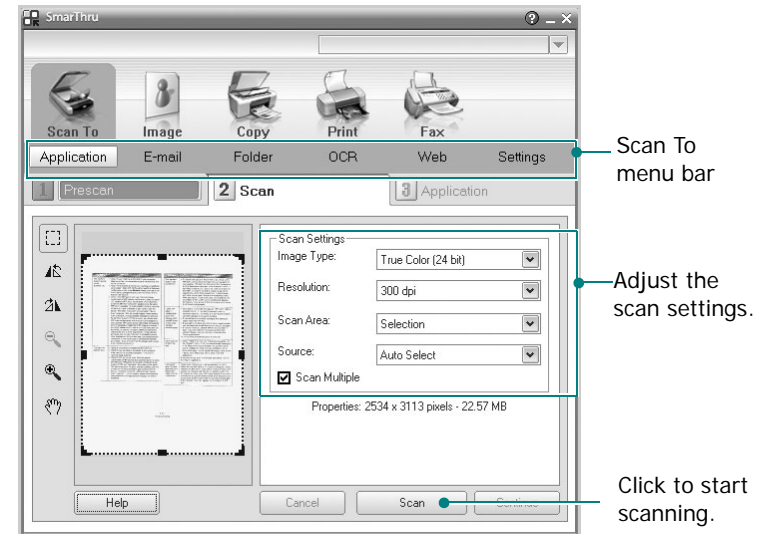 SmarThru
Scan To Image Copy Print Fax
Application E-mail Folder OCR Web Settings
Scan To
menu bar
1 Prescan 2 Scan 3 Application
Scan Settings
Image Type: True Color (24 bit)
Resolution: 300 dpi
Scan Area: Selection
Source: Auto Select
Scan Multiple
Properties: 2534 x 3113 pixels - 22.57 MB
Adjust the
scan settings.
Help Cancel Scan Continue
Click to start
scanning.